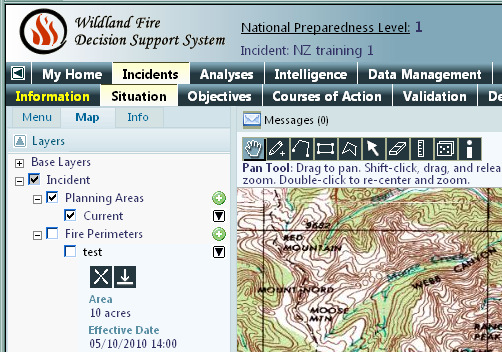 Wildland Fire
Decision Support System
National Preparedness Level: 1
Incident: NZ training 1
My Home Incidents Analyses Intelligence Data Management
Information Situation Objectives Courses of Action Validation De
Menu Map Info
Messages (0)
Layers
Base Layers
Incident
Planning Areas
Current
Fire Perimeters
test
Area
10 acres
Effective Date
05/10/2010 14:00
Pan Tool: Drag to pan. Shift-click, drag, and relea
zoom. Double-click to re-center and zoom.
9682
RED
MOUNTAIN
MOUNT NORD
MOOSE
MTN
WEBB CANYON
RAN
PEAK